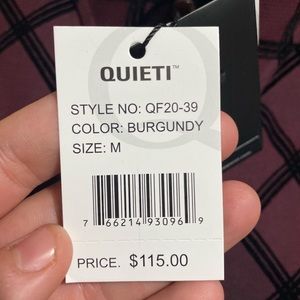 QUIETI™
STYLE NO: QF20-39
COLOR: BURGUNDY
SIZE: M
7 66214 93096 9
PRICE. $115.00